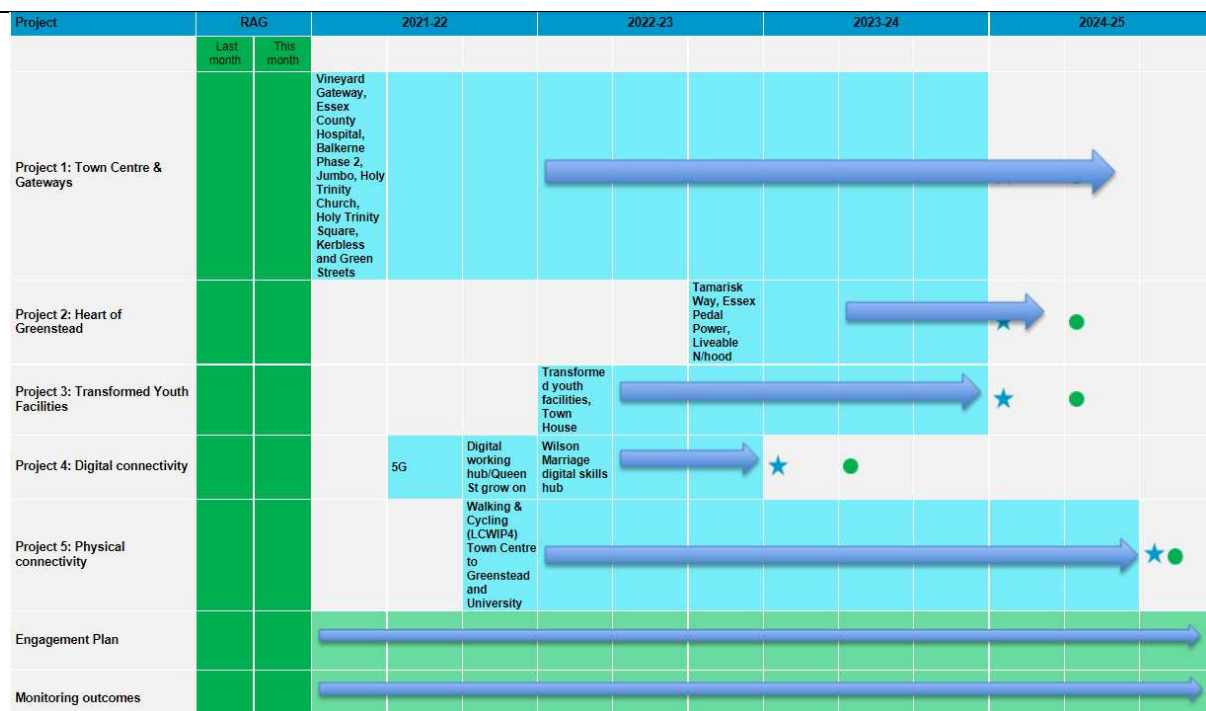 Project RAG 2021-22 2022-23 2023-24 2024-25
Last month
This month
Project 1: Town Centre &
Gateways
Vineyard
Gateway,
Essex
County
Hospital,
Balkerne
Phase 2,
Jumbo, Holy
Trinity
Church,
Holy Trinity
Square,
Kerbless
and Green
Streets
Project 2: Heart of
Greenstead
Tamarisk
Way, Essex
Pedal
Power,
Liveable
N/hood
Project 3: Transformed Youth
Facilities
Transforme
d youth
facilities,
Town
House
Project 4: Digital connectivity
5G
Digital
working
hub/Queen
St grow on
Wilson
Marriage
digital skills
hub
Project 5: Physical
connectivity
Walking &
Cycling
(LCWIP4)
Town Centre
to
Greenstead
and
University
Engagement Plan
Monitoring outcomes